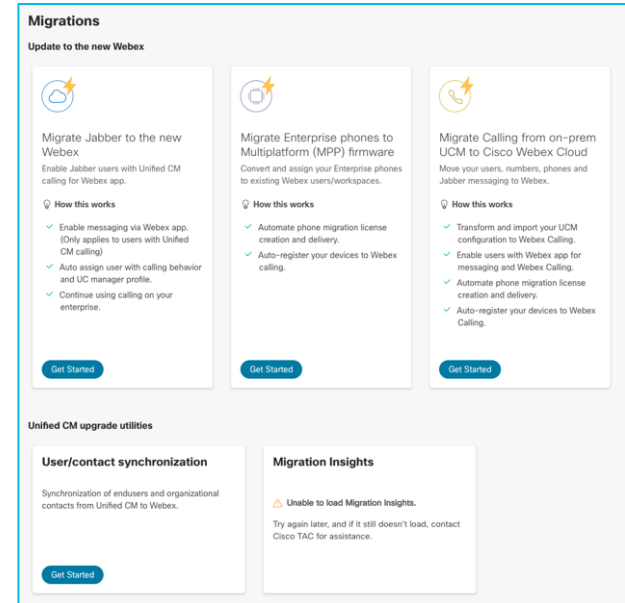 Migrations
Update to the new Webex
Migrate Jabber to the new
Webex
Enable Jabber users with Unified CM
calling for Webex app.
How this works
Enable messaging via Webex app.
(Only applies to users with Unified
CM calling)
Auto assign user with calling behavior
and UC manager profile.
Continue using calling on your
enterprise.
Get Started
Migrate Enterprise phones to
Multiplatform (MPP) firmware
Convert and assign your Enterprise phones
to existing Webex users/workspaces.
How this works
Automate phone migration license
creation and delivery.
Auto-register your devices to Webex
calling.
Get Started
Migrate Calling from on-prem
UCM to Cisco Webex Cloud
Move your users, numbers, phones and
Jabber messaging to Webex.
How this works
Transform and import your UCM
configuration to Webex Calling.
Enable users with Webex app for
messaging and Webex Calling.
Automate phone migration license
creation and delivery.
Auto-register your devices to Webex
Calling.
Get Started
Unified CM upgrade utilities
User/contact synchronization
Synchronization of endusers and organizational
contacts from Unified CM to Webex.
Get Started
Migration Insights
Unable to load Migration Insights.
Try again later, and if it still doesn't load, contact
Cisco TAC for assistance.